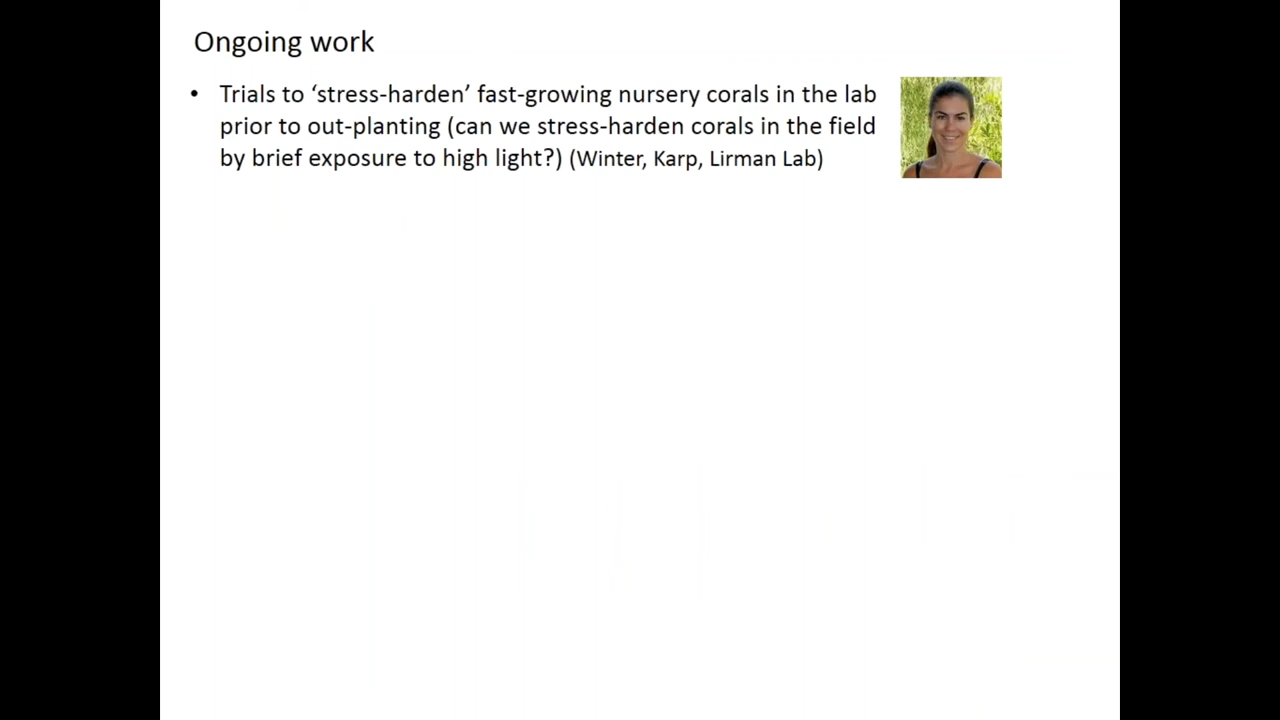 Ongoing work
• Trials to ‘stress-harden’ fast-growing nursery corals in the lab
prior to out-planting (can we stress-harden corals in the field
by brief exposure to high light?) (Winter, Karp, Lirman Lab)